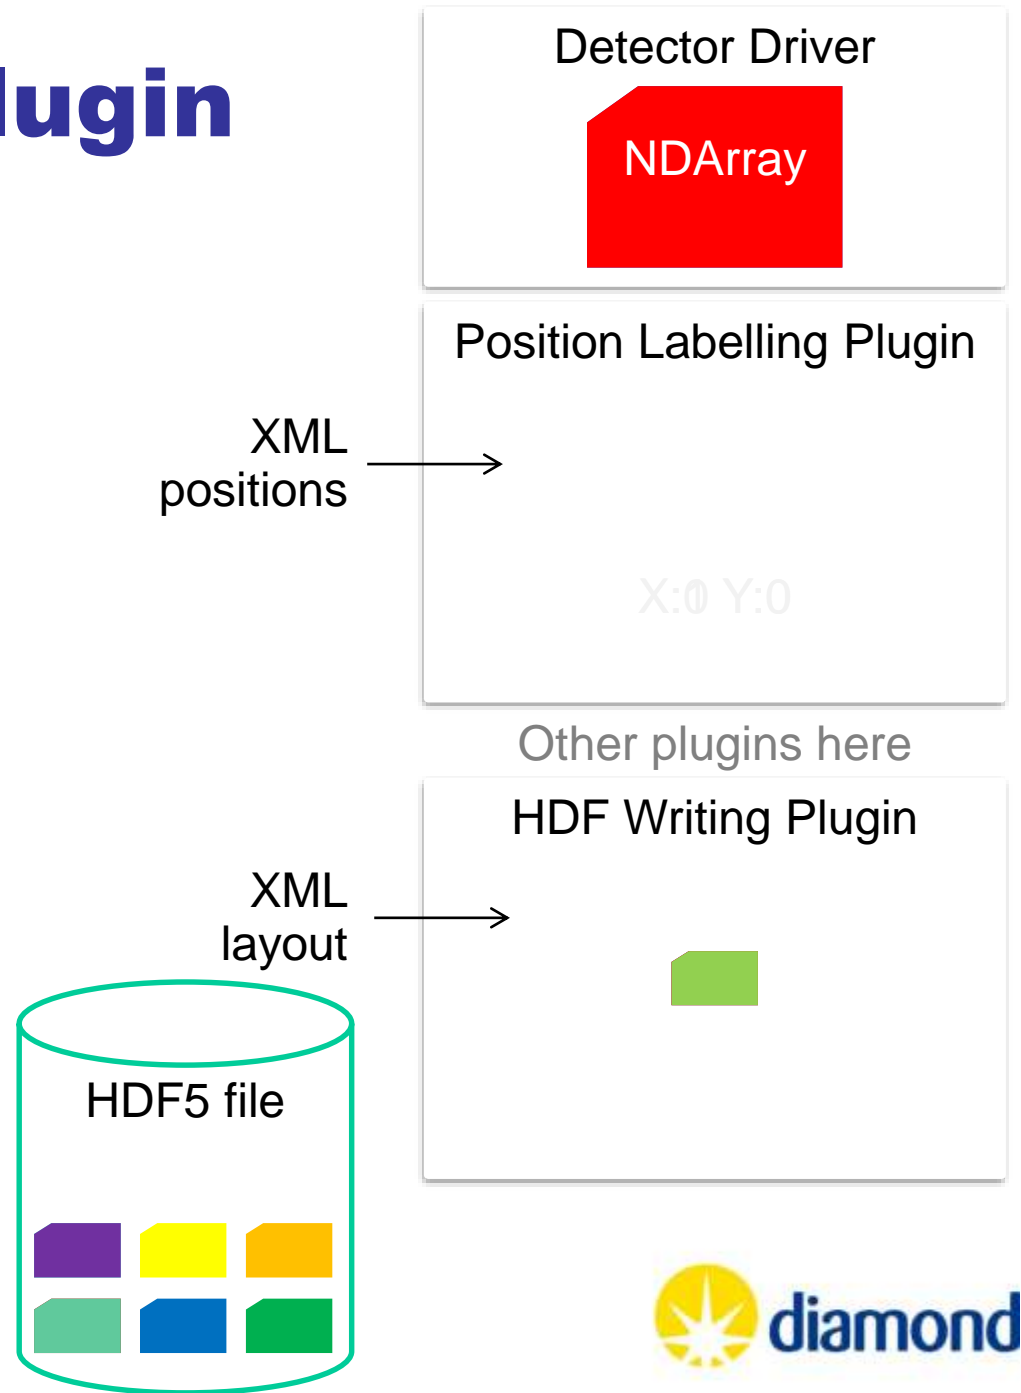 lugin
Detector Driver
NDArray
Position Labelling Plugin
XML
positions
Y:0
Other plugins here
HDF Writing Plugin
XML
layout
HDF5 file
diamond